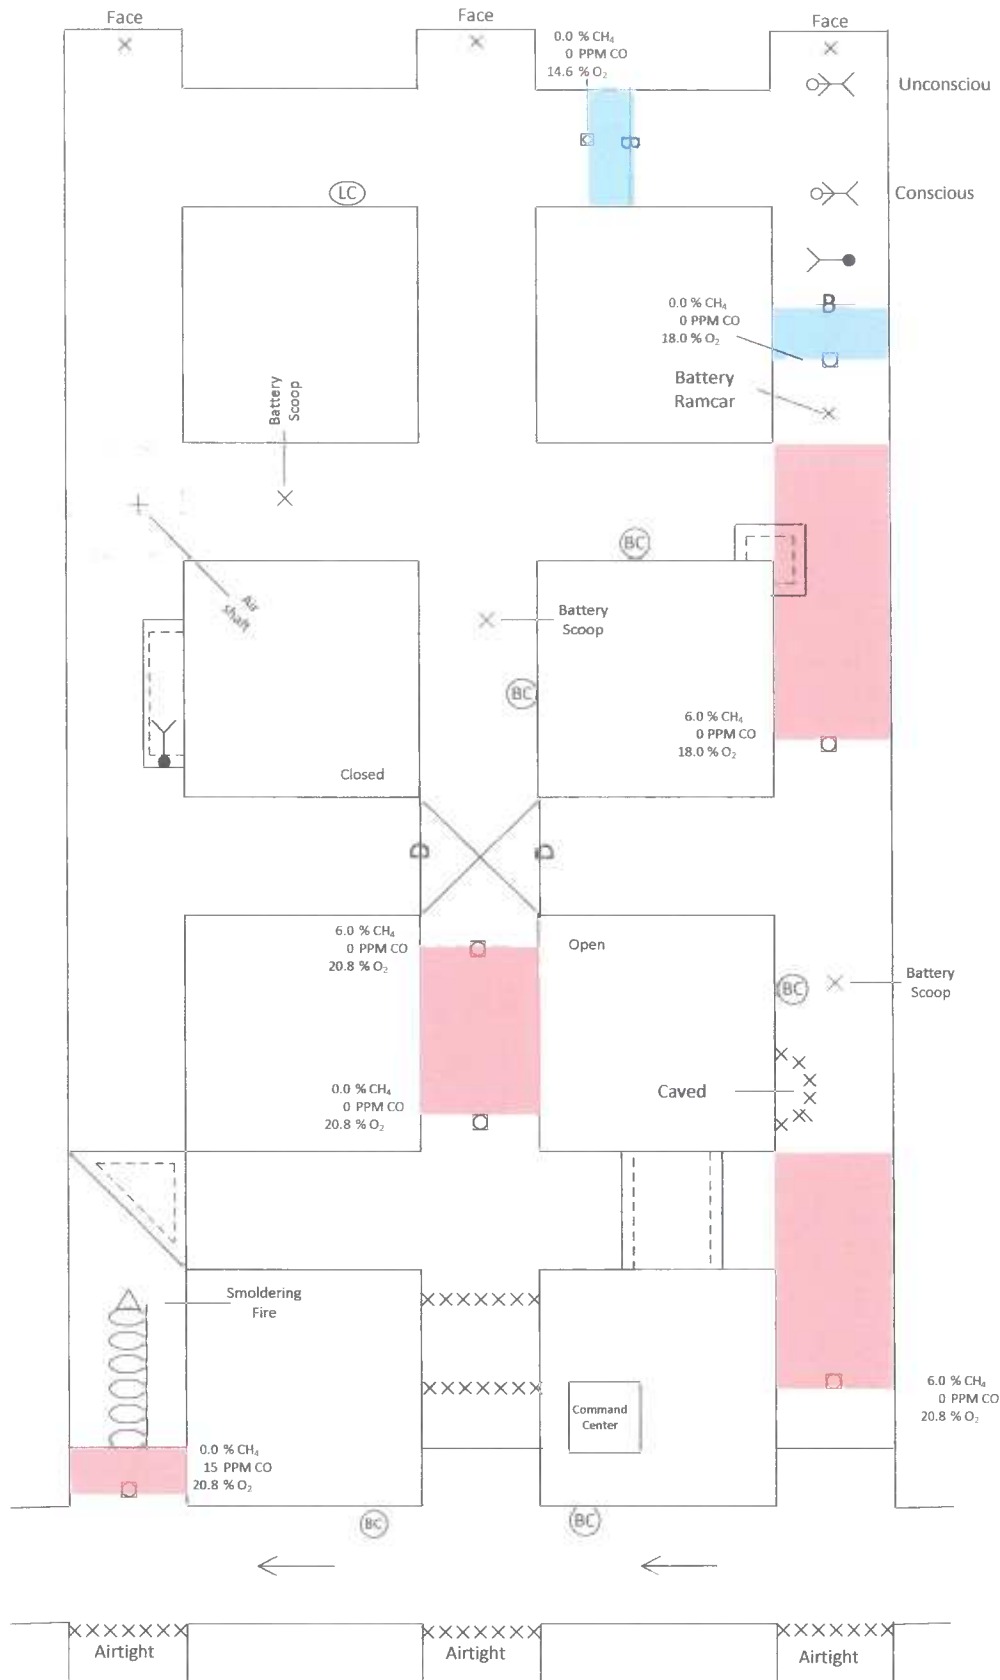 Face
Face
Face
0.0 % CH₄
0 PPM CO
14.6 % O₂
Unconsciou
B
LC
Conscious
B
0.0 % CH₄
0 PPM CO
18.0 % O₂
Battery
Ramcar
Battery
Scoop
BC
Air
shaft
Battery
Scoop
BC
6.0 % CH₄
0 PPM CO
18.0 % O₂
Closed
D
D
6.0 % CH₄
0 PPM CO
20.8 % O₂
Open
Battery
Scoop
BC
0.0 % CH₄
0 PPM CO
20.8 % O₂
Caved
Smoldering
Fire
6.0 % CH₄
0 PPM CO
20.8 % O₂
Command
Center
0.0 % CH₄
15 PPM CO
20.8 % O₂
BC
BC
Airtight
Airtight
Airtight